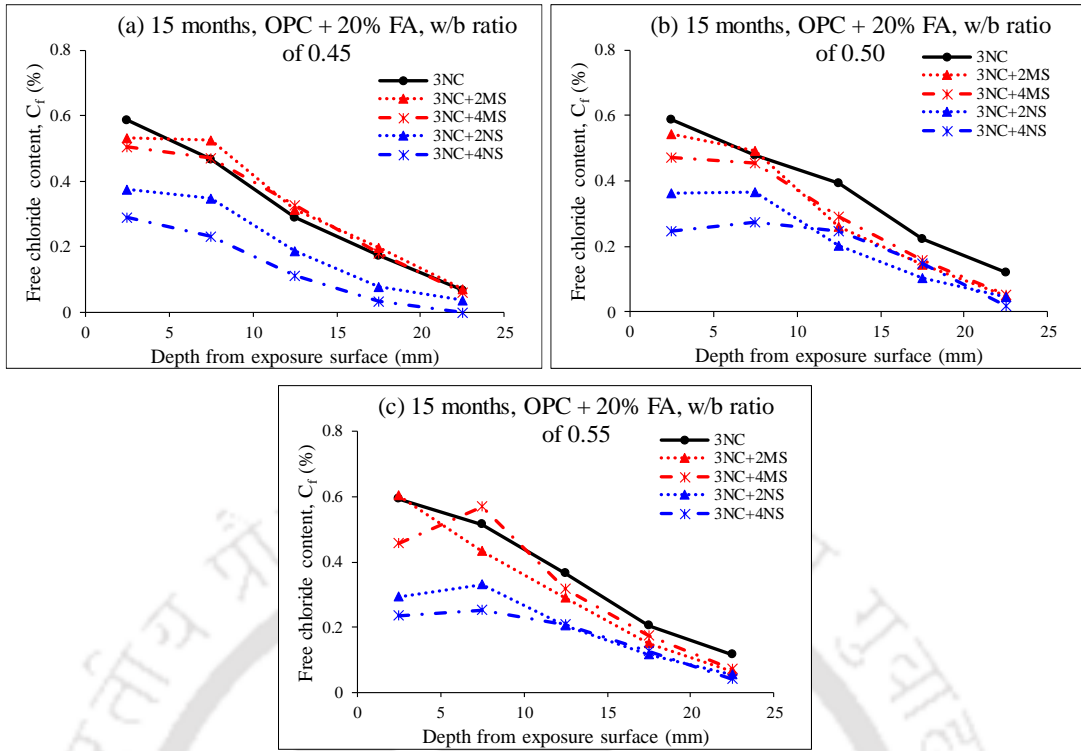 (a) 15 months, OPC + 20% FA, w/b ratio
of 0.45
0.8
0.6
0.4
0.2
0
Free chloride content, C_f (%)
3NC
3NC+2MS
3NC+4MS
3NC+2NS
3NC+4NS
0 5 10 15 20 25
Depth from exposure surface (mm)
(b) 15 months, OPC + 20% FA, w/b ratio
of 0.50
0.8
0.6
0.4
0.2
0
Free chloride content, C_f (%)
3NC
3NC+2MS
3NC+4MS
3NC+2NS
3NC+4NS
0 5 10 15 20 25
Depth from exposure surface (mm)
(c) 15 months, OPC + 20% FA, w/b ratio
of 0.55
0.8
0.6
0.4
0.2
0
Free chloride content, C_f (%)
3NC
3NC+2MS
3NC+4MS
3NC+2NS
3NC+4NS
0 5 10 15 20 25
Depth from exposure surface (mm)